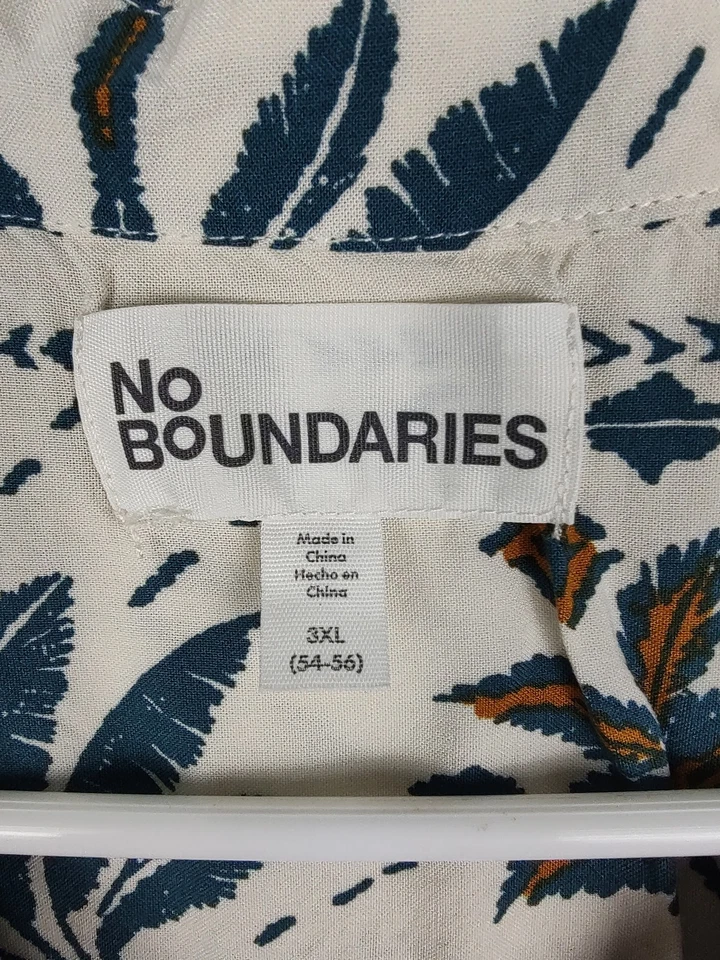 No
BoUNDARIES
Made in
China
Hecho en
China
3XL
(54-56)